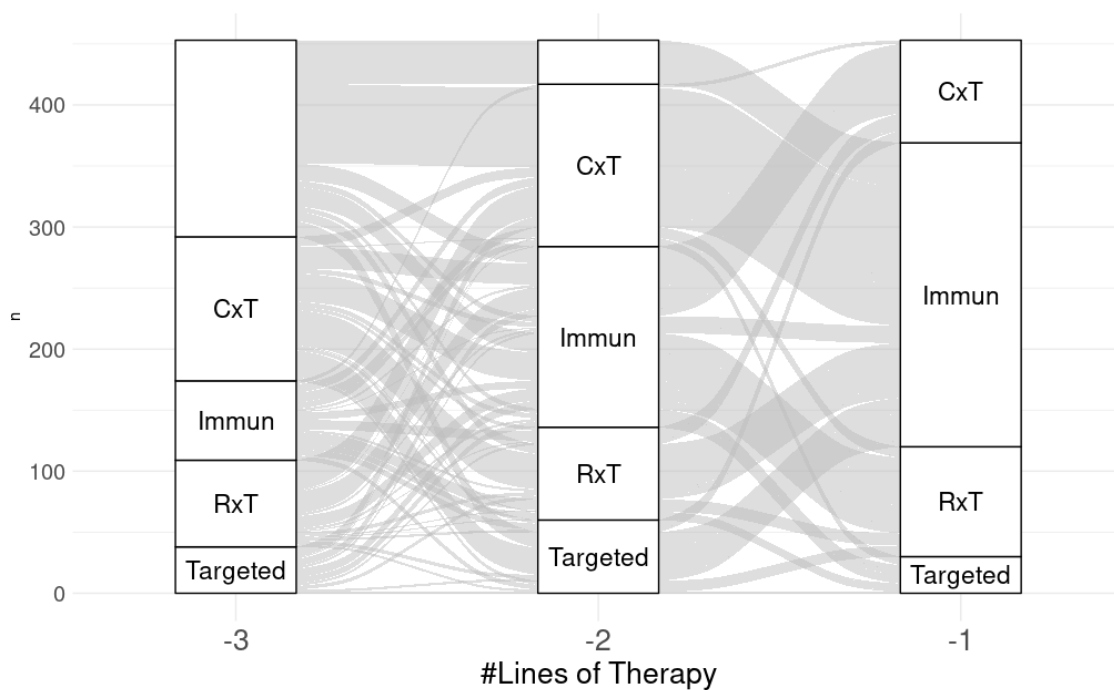 n
400
300
200
100
0
CxT
Immun
RxT
Targeted
CxT
Immun
RxT
Targeted
CxT
Immun
RxT
Targeted
-3
-2
-1
#Lines of Therapy